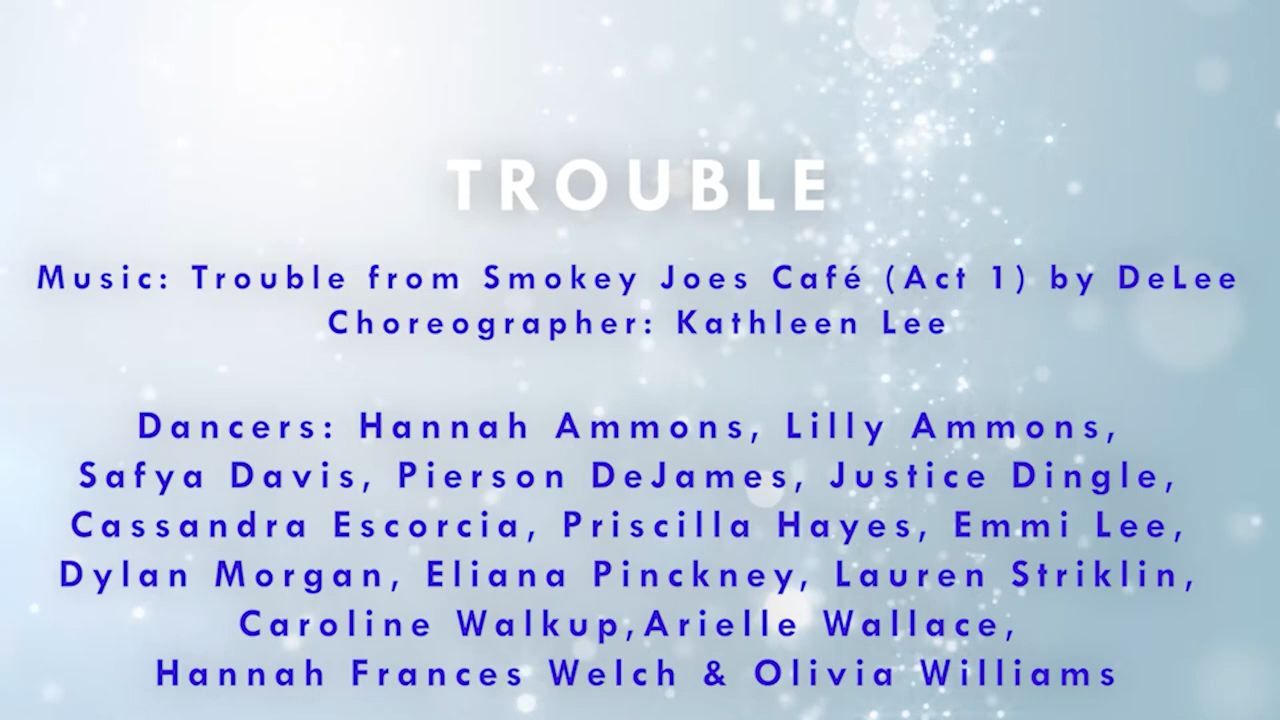 TROUBLE
Music: Trouble from Smokey Joes Café (Act 1) by DeLee
Choreographer: Kathleen Lee
Dancers: Hannah Ammons, Lilly Ammons,
Safya Davis, Pierson DeJames, Justice Dingle,
Cassandra Escorcia, Priscilla Hayes, Emmi Lee,
Dylan Morgan, Eliana Pinckney, Lauren Striklin,
Caroline Walkup,Arielle Wallace,
Hannah Frances Welch & Olivia Williams